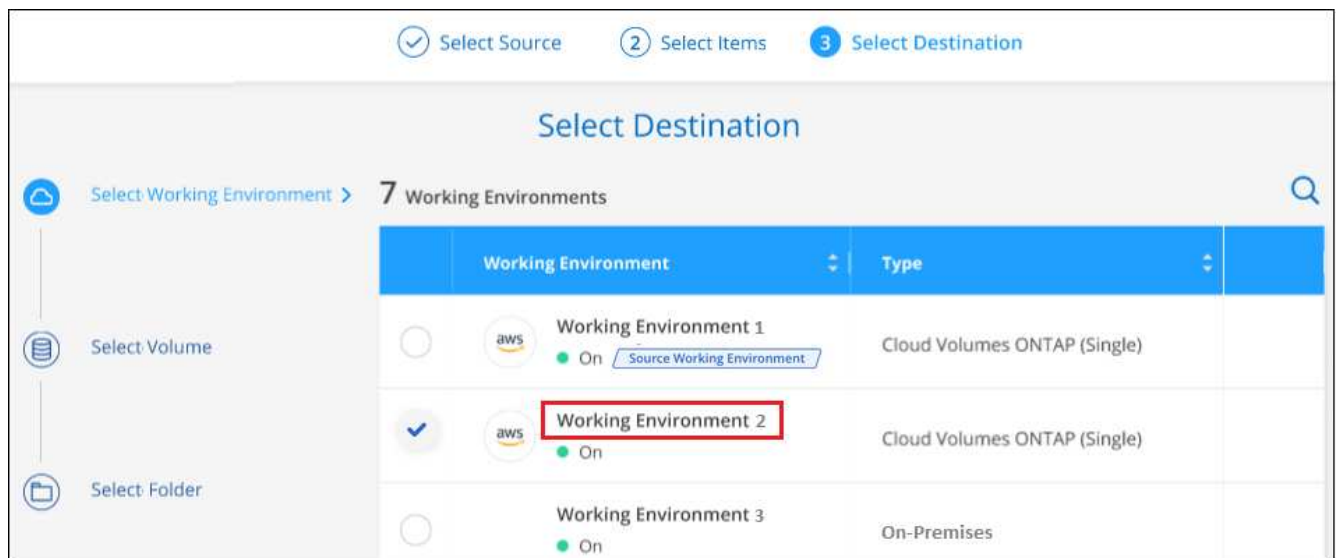 Select Source
2 Select Items
3 Select Destination
Select Destination
Select Working Environment >
7 Working Environments
Working Environment
Type
aws
Working Environment 1
On Source Working Environment
Cloud Volumes ONTAP (Single)
Select Volume
aws
Working Environment 2
On
Cloud Volumes ONTAP (Single)
Select Folder
Working Environment 3
On
On-Premises